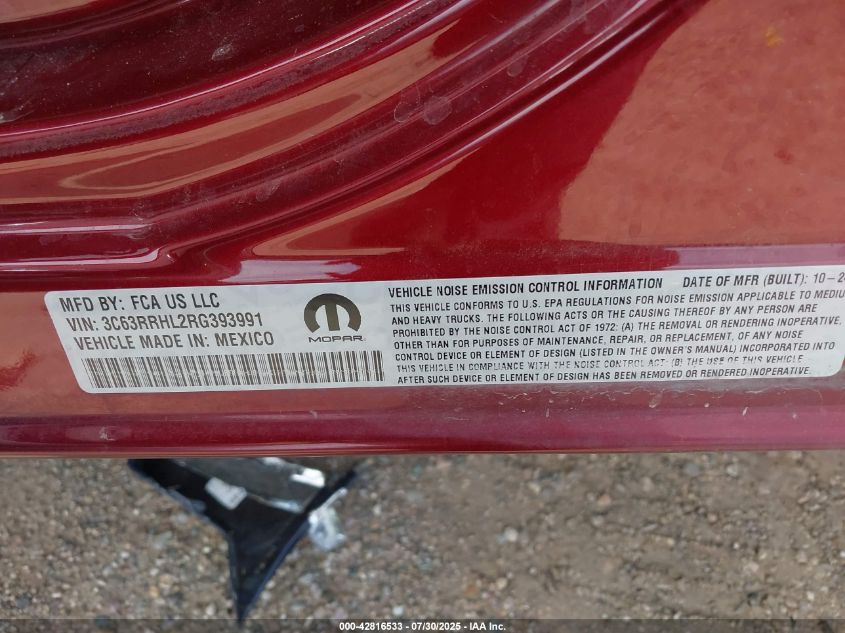 MFD BY: FCA US LLC
VIN: 3C63RRHL2RG393991
VEHICLE MADE IN: MEXICO
MOPAR
VEHICLE NOISE EMISSION CONTROL INFORMATION DATE OF MFR (BUILT): 10-24
THIS VEHICLE CONFORMS TO U.S. EPA REGULATIONS FOR NOISE EMISSION APPLICABLE TO MEDIU
AND HEAVY TRUCKS. THE FOLLOWING ACTS OR THE CAUSING THEREOF BY ANY PERSON ARE
PROHIBITED BY THE NOISE CONTROL ACT OF 1972: (A) THE REMOVAL OR RENDERING INOPERATIVE,
OTHER THAN FOR PURPOSES OF MAINTENANCE, REPAIR, OR REPLACEMENT, OF ANY NOISE
CONTROL DEVICE OR ELEMENT OF DESIGN (LISTED IN THE OWNER'S MANUAL) INCORPORATED INTO
THIS VEHICLE IN COMPLIANCE WITH THE NOISE CONTROL ACT: (B) THE USE OF THIS VEHICLE
AFTER SUCH DEVICE OR ELEMENT OF DESIGN HAS BEEN REMOVED OR RENDERED INOPERATIVE.
000-42816533 - 07/30/2025 - IAA Inc.